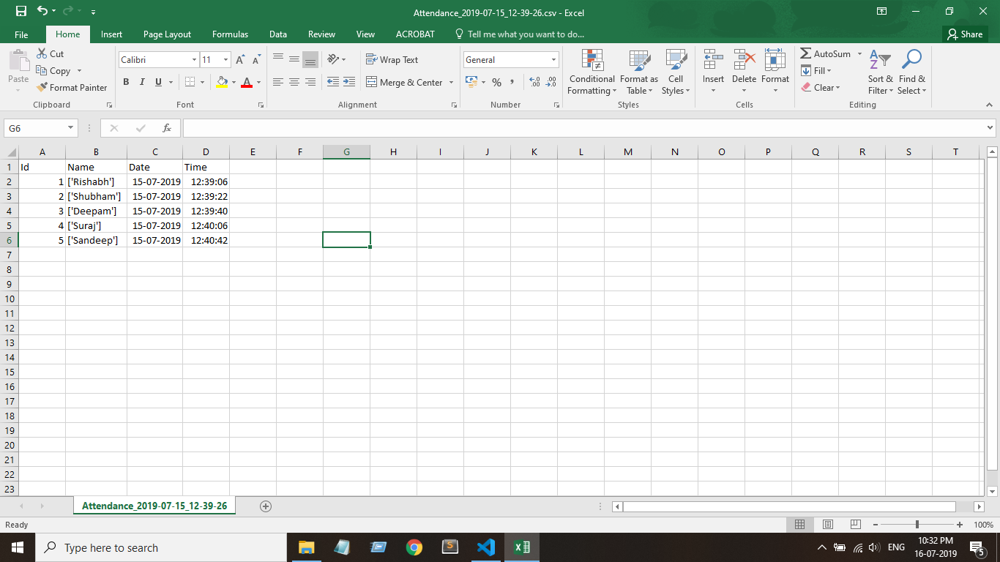 Attendance_2019-07-15_12-39-26.csv - Excel
File Home Insert Page Layout Formulas Data Review View ACROBAT Tell me what you want to do... Share
Paste
Cut
Copy
Format Painter
Clipboard
Calibri 11
B I U
A A
Font
Wrap Text
Merge & Center
Alignment
General
% ,
Number
Conditional Formatting
Format as Table
Cell Styles
Styles
Insert Delete Format
Cells
AutoSum
Fill
Clear
Sort & Filter
Find & Select
Editing
G6 fx
A B C D E F G H I J K L M N O P Q R S T
1 Id Name Date Time
2 1 ['Rishabh'] 15-07-2019 12:39:06
3 2 ['Shubham'] 15-07-2019 12:39:22
4 3 ['Deepam'] 15-07-2019 12:39:40
5 4 ['Suraj'] 15-07-2019 12:40:06
6 5 ['Sandeep'] 15-07-2019 12:40:42
7
8
9
10
11
12
13
14
15
16
17
18
19
20
21
22
23
Attendance_2019-07-15_12-39-26
Ready 100%
Type here to search
ENG
10:32 PM
16-07-2019
5